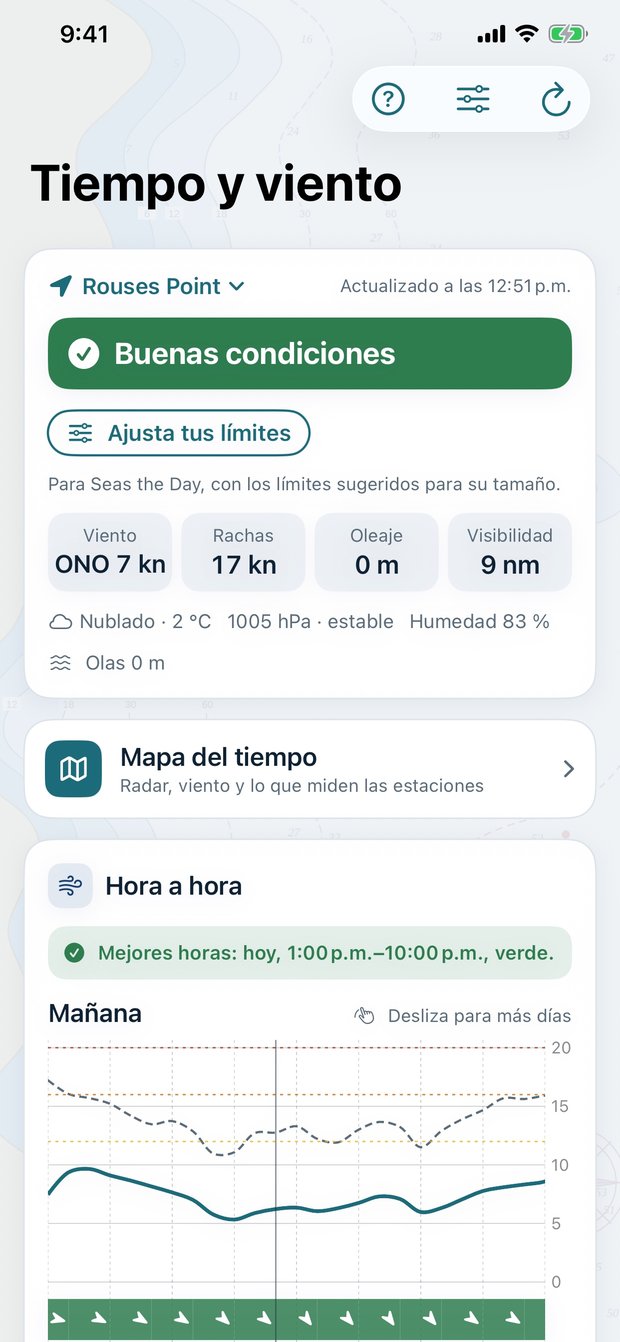 9:41
Tiempo y viento
Rouses Point
Actualizado a las 12:51 p.m.
Buenas condiciones
Ajusta tus límites
Para Seas the Day, con los límites sugeridos para su tamaño.
Viento
Rachas
Oleaje
Visibilidad
ONO 7 kn
17 kn
0 m
9 nm
Nublado · 2 °C 1005 hPa · estable Humedad 83 %
Olas 0 m
Mapa del tiempo
Radar, viento y lo que miden las estaciones
Hora a hora
Mejores horas: hoy, 1:00 p.m.–10:00 p.m., verde.
Mañana
Desliza para más días
20
15
10
5
0